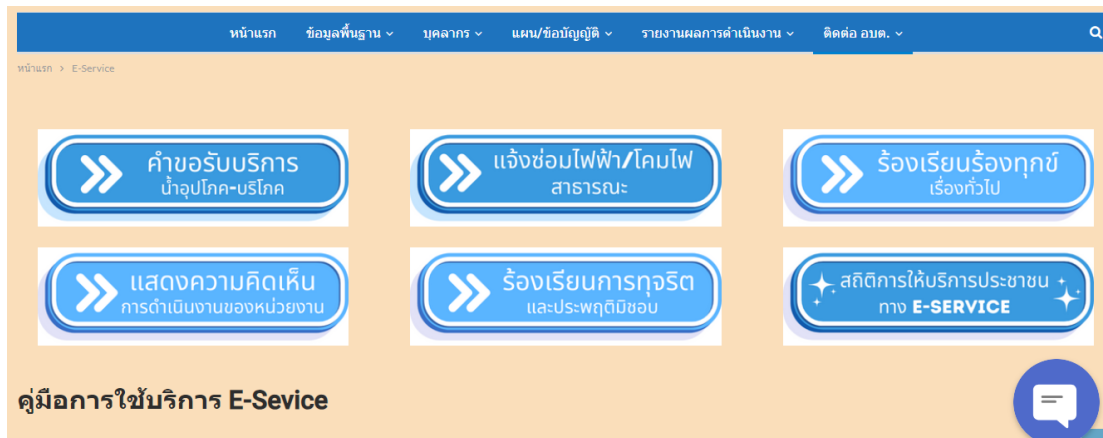 หน้าแรก ข้อมูลพื้นฐาน บุคลากร แผน/ข้อบัญญัติ รายงานผลการดำเนินงาน ติดต่อ อบต.
หน้าแรก > E-Service
คำขอรับบริการ
น้ำอุปโภค-บริโภค
แจ้งซ่อมไฟฟ้า/โคมไฟ
สาธารณะ
ร้องเรียนร้องทุกข์
เรื่องทั่วไป
แสดงความคิดเห็น
การดำเนินงานของหน่วยงาน
ร้องเรียนการทุจริต
และประพฤติมิชอบ
สถิติการให้บริการประชาชน
ทาง E-SERVICE
คู่มือการใช้บริการ E-Sevice